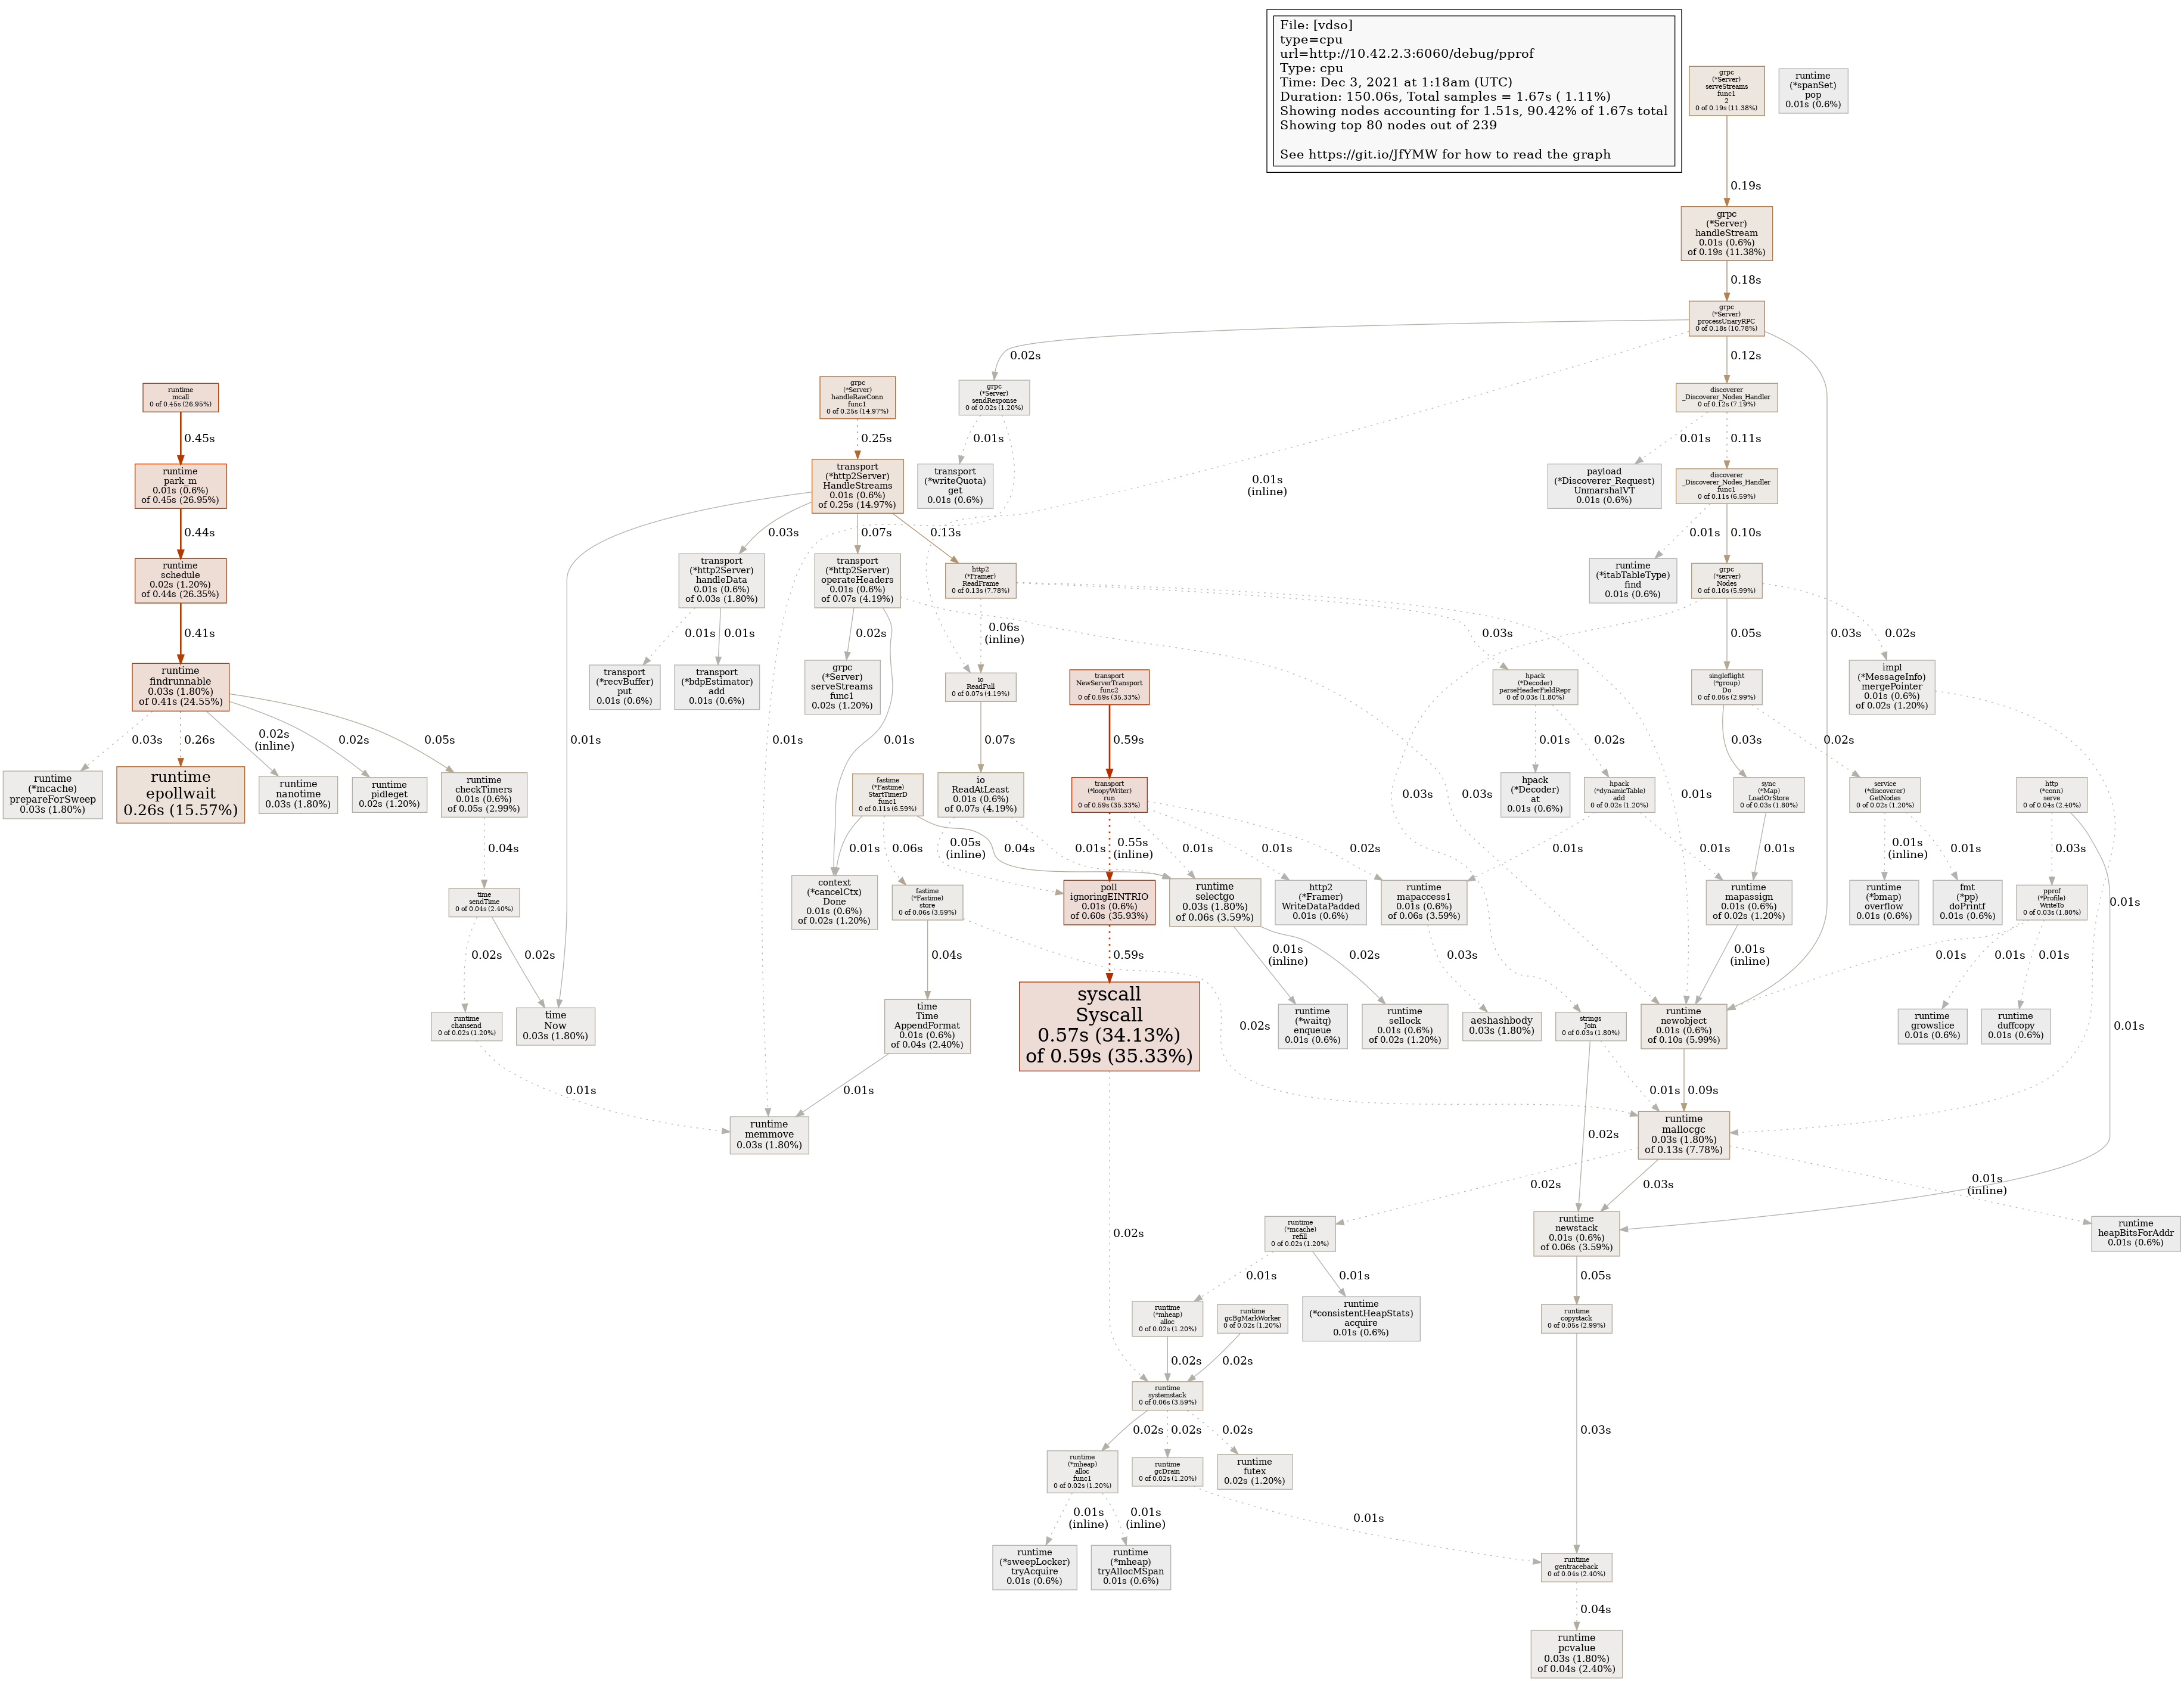 File: [vdso]
type=cpu
url=http://10.42.2.3:6060/debug/pprof
Type: cpu
Time: Dec 3, 2021 at 1:18am (UTC)
Duration: 150.06s, Total samples = 1.67s ( 1.11%)
Showing nodes accounting for 1.51s, 90.42% of 1.67s total
Showing top 80 nodes out of 239
See https://git.io/JfYMW for how to read the graph
grpc
(*Server)
serveStreams
func1
2
0 of 0.19s (11.38%)
runtime
(*spanSet)
pop
0.01s (0.6%)
0.19s
grpc
(*Server)
handleStream
0.01s (0.6%)
of 0.19s (11.38%)
0.18s
grpc
(*Server)
processUnaryRPC
0 of 0.18s (10.78%)
0.02s
0.12s
runtime
mcall
0 of 0.45s (26.95%)
grpc
(*Server)
handleRawConn
func1
0 of 0.25s (14.97%)
grpc
(*Server)
sendResponse
0 of 0.02s (1.20%)
discoverer
_Discoverer_Nodes_Handler
0 of 0.12s (7.19%)
0.45s
0.25s
0.01s
0.01s
0.11s
runtime
park_m
0.01s (0.6%)
of 0.45s (26.95%)
transport
(*http2Server)
HandleStreams
0.01s (0.6%)
of 0.25s (14.97%)
transport
(*writeQuota)
get
0.01s (0.6%)
0.01s
(inline)
payload
(*Discoverer_Request)
UnmarshalVT
0.01s (0.6%)
discoverer
_Discoverer_Nodes_Handler
func1
0 of 0.11s (6.59%)
0.44s
0.03s
0.07s
0.13s
0.01s
0.10s
runtime
schedule
0.02s (1.20%)
of 0.44s (26.35%)
transport
(*http2Server)
handleData
0.01s (0.6%)
of 0.03s (1.80%)
transport
(*http2Server)
operateHeaders
0.01s (0.6%)
of 0.07s (4.19%)
http2
(*Framer)
ReadFrame
0 of 0.13s (7.78%)
runtime
(*itabTableType)
find
0.01s (0.6%)
grpc
(*server)
Nodes
0 of 0.10s (5.99%)
0.41s
0.01s
0.01s
0.02s
0.06s
(inline)
0.03s
0.05s
0.03s
0.02s
runtime
findrunnable
0.03s (1.80%)
of 0.41s (24.55%)
transport
(*recvBuffer)
put
0.01s (0.6%)
transport
(*bdpEstimator)
add
0.01s (0.6%)
grpc
(*Server)
serveStreams
func1
0.02s (1.20%)
io
ReadFull
0 of 0.07s (4.19%)
transport
NewServerTransport
func2
0 of 0.59s (35.33%)
hpack
(*Decoder)
parseHeaderFieldRepr
0 of 0.03s (1.80%)
singleflight
(*group)
Do
0 of 0.05s (2.99%)
impl
(*MessageInfo)
mergePointer
0.01s (0.6%)
of 0.02s (1.20%)
0.03s
0.26s
0.02s
(inline)
0.02s
0.05s
0.01s
0.01s
0.01s
0.07s
0.59s
0.01s
0.02s
0.03s
0.02s
runtime
(*mcache)
prepareForSweep
0.03s (1.80%)
runtime
epollwait
0.26s (15.57%)
runtime
nanotime
0.03s (1.80%)
runtime
pidleget
0.02s (1.20%)
runtime
checkTimers
0.01s (0.6%)
of 0.05s (2.99%)
fastime
(*Fastime)
StartTimerD
func1
0 of 0.11s (6.59%)
io
ReadAtLeast
0.01s (0.6%)
of 0.07s (4.19%)
transport
(*loopyWriter)
run
0 of 0.59s (35.33%)
0.03s
0.03s
hpack
(*Decoder)
at
0.01s (0.6%)
hpack
(*dynamicTable)
add
0 of 0.02s (1.20%)
0.01s
sync
(*Map)
LoadOrStore
0 of 0.03s (1.80%)
service
(*discoverer)
GetNodes
0 of 0.02s (1.20%)
http
(*conn)
serve
0 of 0.04s (2.40%)
0.04s
0.01s
0.06s
0.04s
0.05s
(inline)
0.01s
0.55s
(inline)
0.01s
0.01s
0.02s
0.01s
0.01s
0.01s
0.01s
(inline)
0.01s
0.03s
time
sendTime
0 of 0.04s (2.40%)
context
(*cancelCtx)
Done
0.01s (0.6%)
of 0.02s (1.20%)
fastime
(*Fastime)
store
0 of 0.06s (3.59%)
poll
ignoringEINTRIO
0.01s (0.6%)
of 0.60s (35.93%)
runtime
selectgo
0.03s (1.80%)
of 0.06s (3.59%)
http2
(*Framer)
WriteDataPadded
0.01s (0.6%)
runtime
mapaccess1
0.01s (0.6%)
of 0.06s (3.59%)
runtime
mapassign
0.01s (0.6%)
of 0.02s (1.20%)
runtime
(*bmap)
overflow
0.01s (0.6%)
fmt
(*pp)
doPrintf
0.01s (0.6%)
pprof
(*Profile)
WriteTo
0 of 0.03s (1.80%)
0.01s
0.02s
0.02s
0.04s
0.59s
0.01s
(inline)
0.02s
0.03s
0.01s
(inline)
0.01s
0.01s
0.01s
runtime
chansend
0 of 0.02s (1.20%)
time
Now
0.03s (1.80%)
time
Time
AppendFormat
0.01s (0.6%)
of 0.04s (2.40%)
syscall
Syscall
0.57s (34.13%)
of 0.59s (35.33%)
0.02s
runtime
(*waitq)
enqueue
0.01s (0.6%)
runtime
sellock
0.01s (0.6%)
of 0.02s (1.20%)
aeshashbody
0.03s (1.80%)
strings
Join
0 of 0.03s (1.80%)
runtime
newobject
0.01s (0.6%)
of 0.10s (5.99%)
runtime
growslice
0.01s (0.6%)
runtime
duffcopy
0.01s (0.6%)
0.01s
0.01s
0.01s
0.01s
0.09s
runtime
memmove
0.03s (1.80%)
0.02s
runtime
mallocgc
0.03s (1.80%)
of 0.13s (7.78%)
0.02s
0.03s
0.01s
(inline)
0.02s
runtime
(*mcache)
refill
0 of 0.02s (1.20%)
runtime
newstack
0.01s (0.6%)
of 0.06s (3.59%)
runtime
heapBitsForAddr
0.01s (0.6%)
0.01s
0.01s
0.05s
runtime
(*mheap)
alloc
0 of 0.02s (1.20%)
runtime
gcBgMarkWorker
0 of 0.02s (1.20%)
runtime
(*consistentHeapStats)
acquire
0.01s (0.6%)
runtime
copystack
0 of 0.05s (2.99%)
0.02s
0.02s
runtime
systemstack
0 of 0.06s (3.59%)
0.02s
0.02s
0.02s
0.03s
runtime
(*mheap)
alloc
func1
0 of 0.02s (1.20%)
runtime
gcDrain
0 of 0.02s (1.20%)
runtime
futex
0.02s (1.20%)
0.01s
(inline)
0.01s
(inline)
0.01s
runtime
(*sweepLocker)
tryAcquire
0.01s (0.6%)
runtime
(*mheap)
tryAllocMSpan
0.01s (0.6%)
runtime
gentraceback
0 of 0.04s (2.40%)
0.04s
runtime
pcvalue
0.03s (1.80%)
of 0.04s (2.40%)